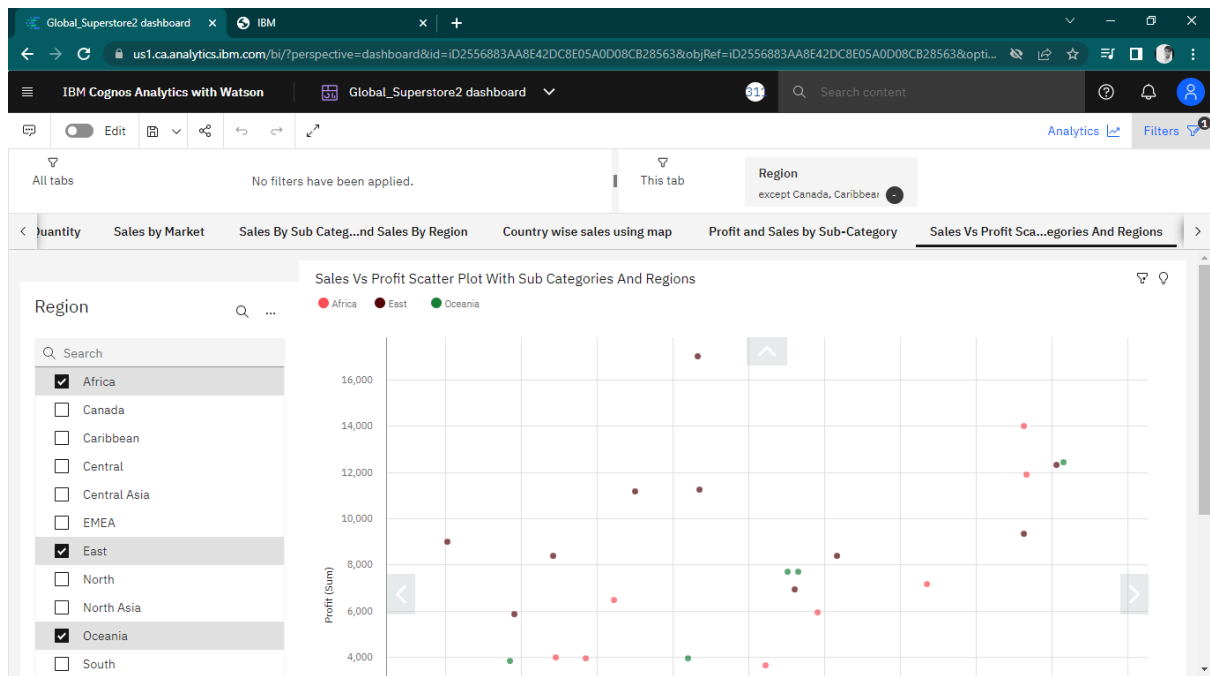 Global_Superstore2 dashboard
IBM
us1.ca.analytics.ibm.com/bi/?perspective=dashboard&id=iD2556883AA8E42DC8E05A0D08CB28563&objRef=iD2556883AA8E42DC8E05A0D08CB28563&opti...
IBM Cognos Analytics with Watson
Global_Superstore2 dashboard
311
Search content
Edit
Analytics
Filters
1
All tabs
No filters have been applied.
This tab
Region
except Canada, Caribbean
Quantity
Sales by Market
Sales By Sub Categ...nd Sales By Region
Country wise sales using map
Profit and Sales by Sub-Category
Sales Vs Profit Sca...egories And Regions
Sales Vs Profit Scatter Plot With Sub Categories And Regions
Africa
East
Oceania
Region
Search
Africa
Canada
Caribbean
Central
Central Asia
EMEA
East
North
North Asia
Oceania
South
Profit (Sum)
16,000
14,000
12,000
10,000
8,000
6,000
4,000